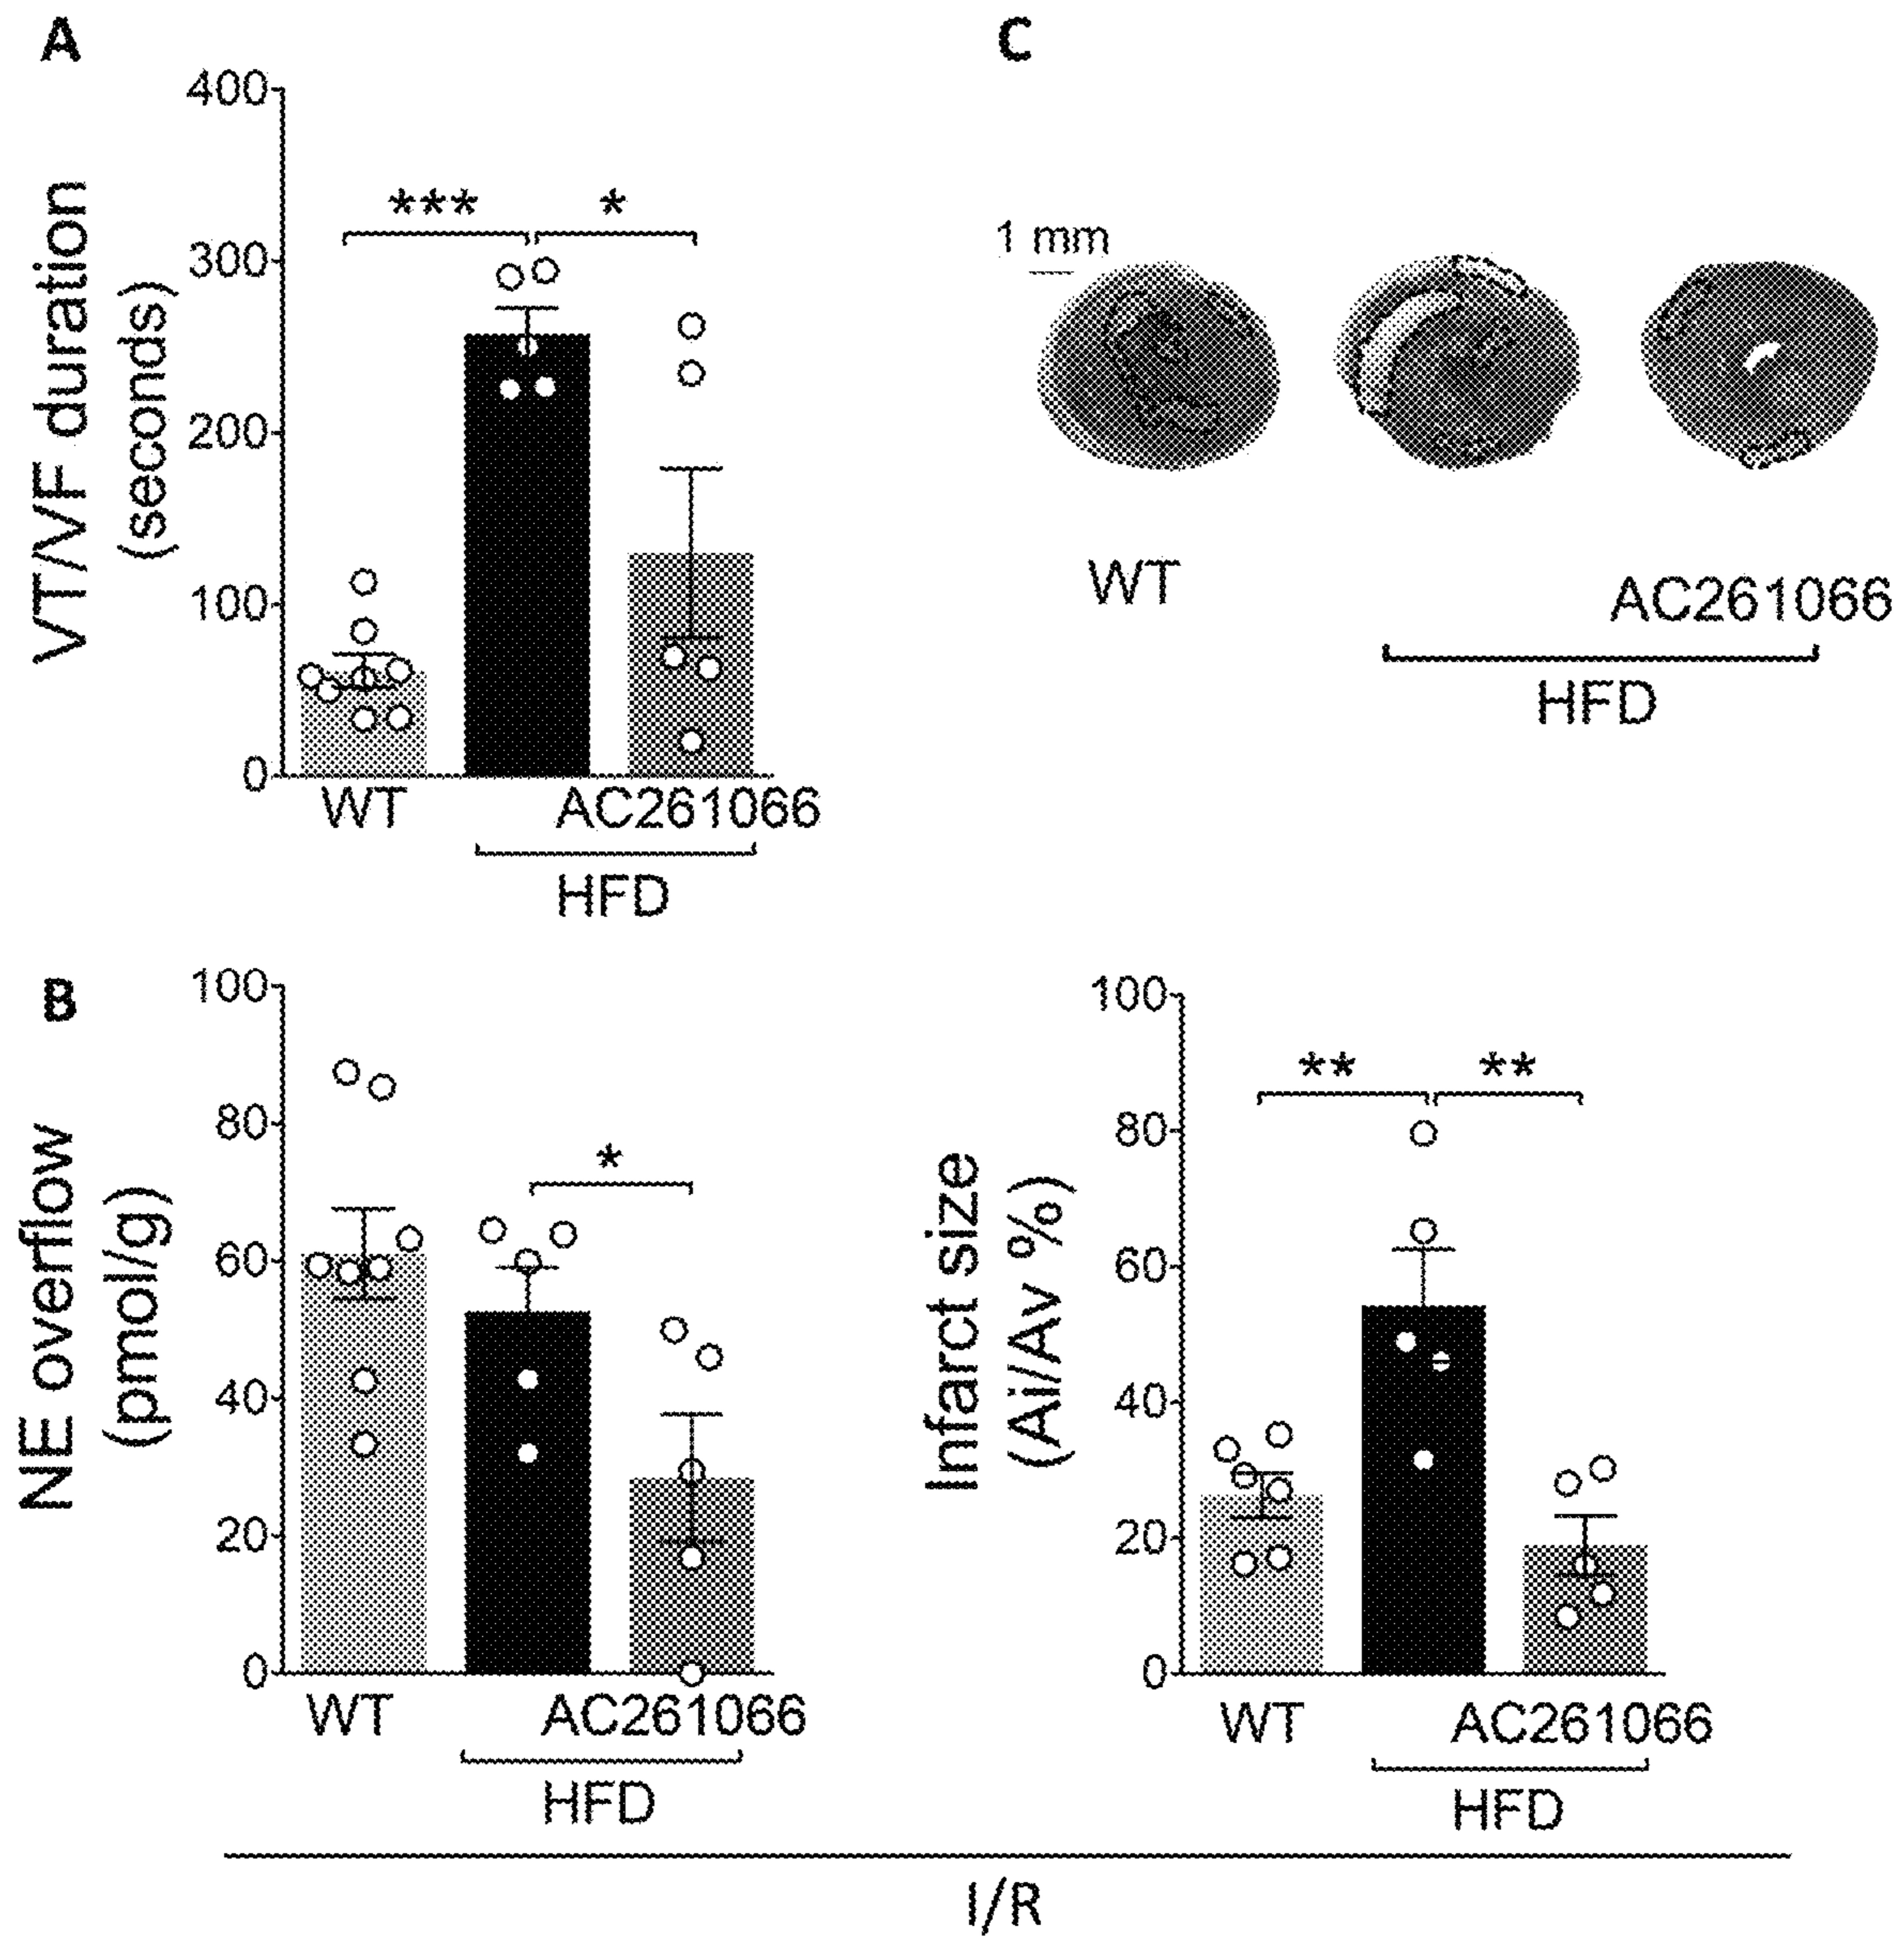 A
VT/VF duration
(seconds)
400
300
200
100
0
*** *
WT AC261066
HFD
C
1 mm
WT
AC261066
HFD
B
NE overflow
(pmol/g)
100
80
60
40
20
0
*
WT AC261066
HFD
Infarct size
(Ai/Av %)
100
80
60
40
20
0
** **
WT AC261066
HFD
I/R